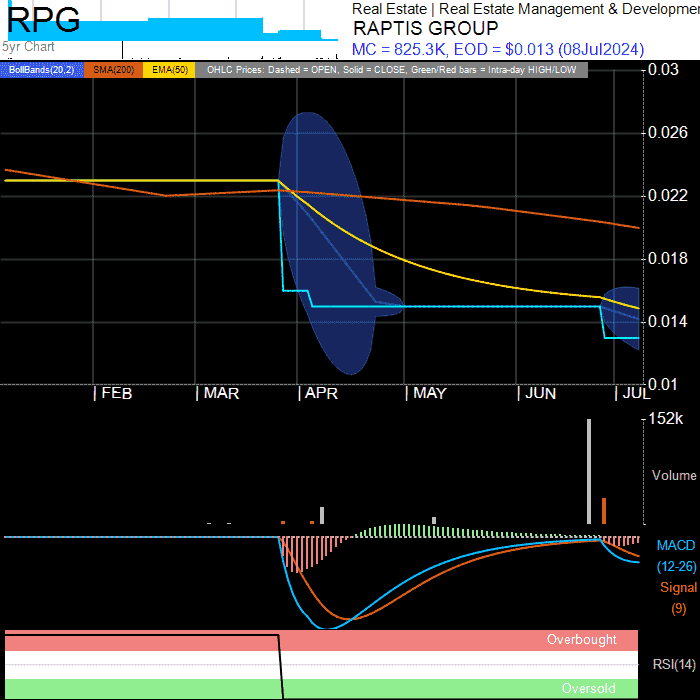 RPG
5yr Chart
Real Estate | Real Estate Management & Developmen
RAPTIS GROUP
MC = 825.3K, EOD = $0.013 (08Jul2024)
BollBands(20,2) SMA(200) EMA(50) OHLC Prices: Dashed = OPEN, Solid = CLOSE, Green/Red bars = Intra-day HIGH/LOW
0.03
0.026
0.022
0.018
0.014
0.01
| FEB | MAR | APR | MAY | JUN | JUL
152k
Volume
MACD
(12-26)
Signal
(9)
Overbought
RSI(14)
Oversold